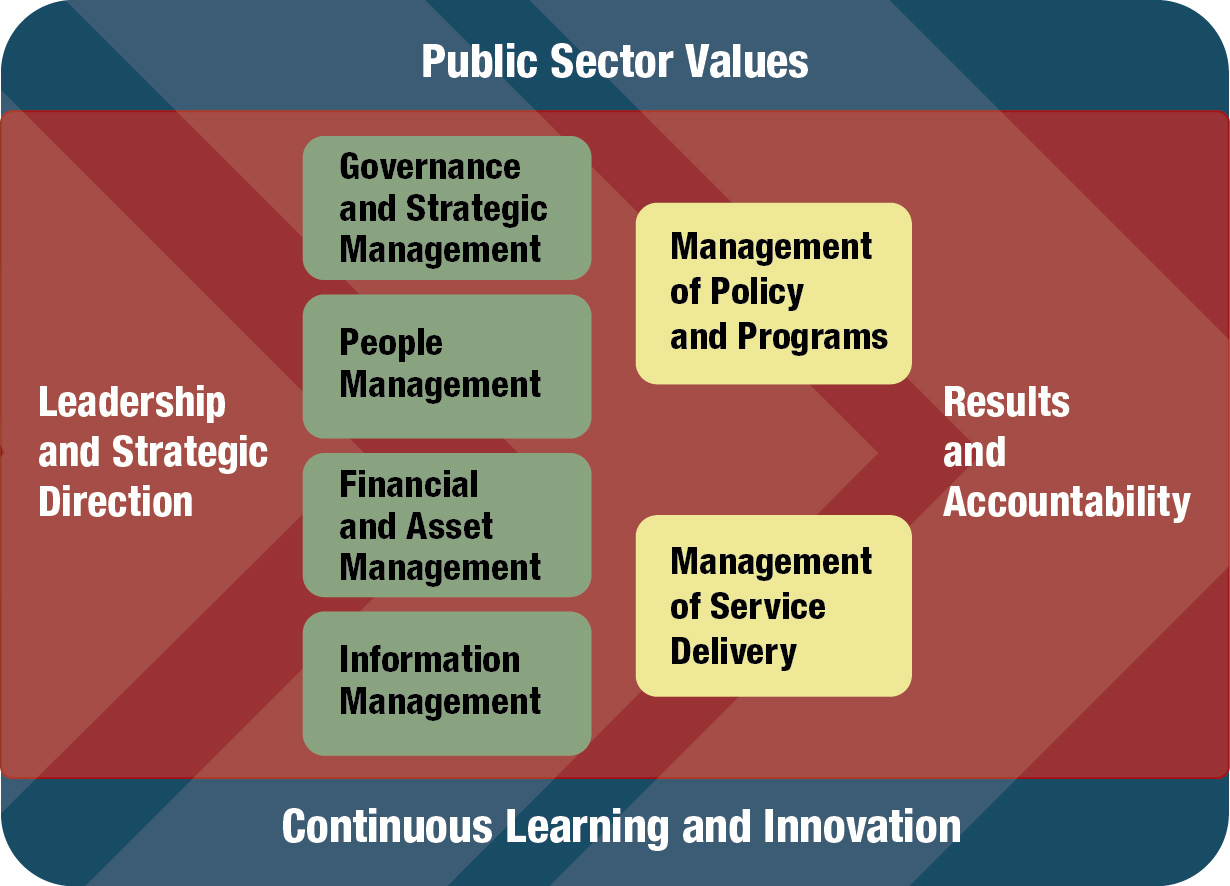 Public Sector Values
Leadership
and Strategic
Direction
Governance
and Strategic
Management
People
Management
Financial
and Asset
Management
Information
Management
Management
of Policy
and Programs
Management
of Service
Delivery
Results
and
Accountability
Continuous Learning and Innovation